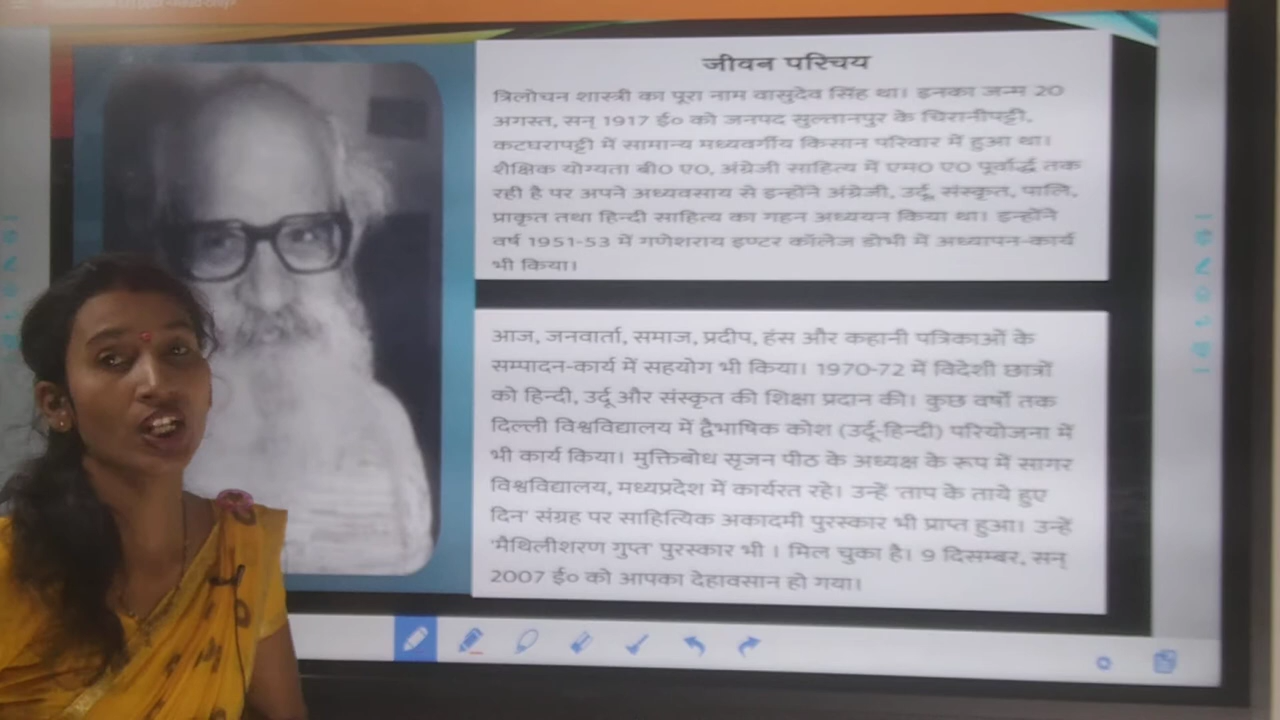 जीवन परिचय
त्रिलोचन शास्त्री का पूरा नाम वासुदेव सिंह था। इनका जन्म 20
अगस्त, सन् 1917 ई० को जनपद सुल्तानपुर के चिरानीपट्टी,
कटघरापट्टी में सामान्य मध्यवर्गीय किसान परिवार में हुआ था।
शैक्षिक योग्यता बी0 ए0, अंग्रेजी साहित्य में एम0 ए0 पूर्वार्द्ध तक
रही है पर अपने अध्यवसाय से इन्होंने अंग्रेजी, उर्दू, संस्कृत, पालि,
प्राकृत तथा हिन्दी साहित्य का गहन अध्ययन किया था। इन्होंने
वर्ष 1951-53 में गणेशराय इण्टर कॉलेज डोभी में अध्यापन-कार्य
भी किया।
आज, जनवार्ता, समाज, प्रदीप, हंस और कहानी पत्रिकाओं के
सम्पादन-कार्य में सहयोग भी किया। 1970-72 में विदेशी छात्रों
को हिन्दी, उर्दू और संस्कृत की शिक्षा प्रदान की। कुछ वर्षों तक
दिल्ली विश्वविद्यालय में द्वैभाषिक कोश (उर्दू-हिन्दी) परियोजना में
भी कार्य किया। मुक्तिबोध सृजन पीठ के अध्यक्ष के रूप में सागर
विश्वविद्यालय, मध्यप्रदेश में कार्यरत रहे। उन्हें 'ताप के ताये हुए
दिन' संग्रह पर साहित्यिक अकादमी पुरस्कार भी प्राप्त हुआ। उन्हें
'मैथिलीशरण गुप्त' पुरस्कार भी । मिल चुका है। 9 दिसम्बर, सन्
2007 ई० को आपका देहावसान हो गया।